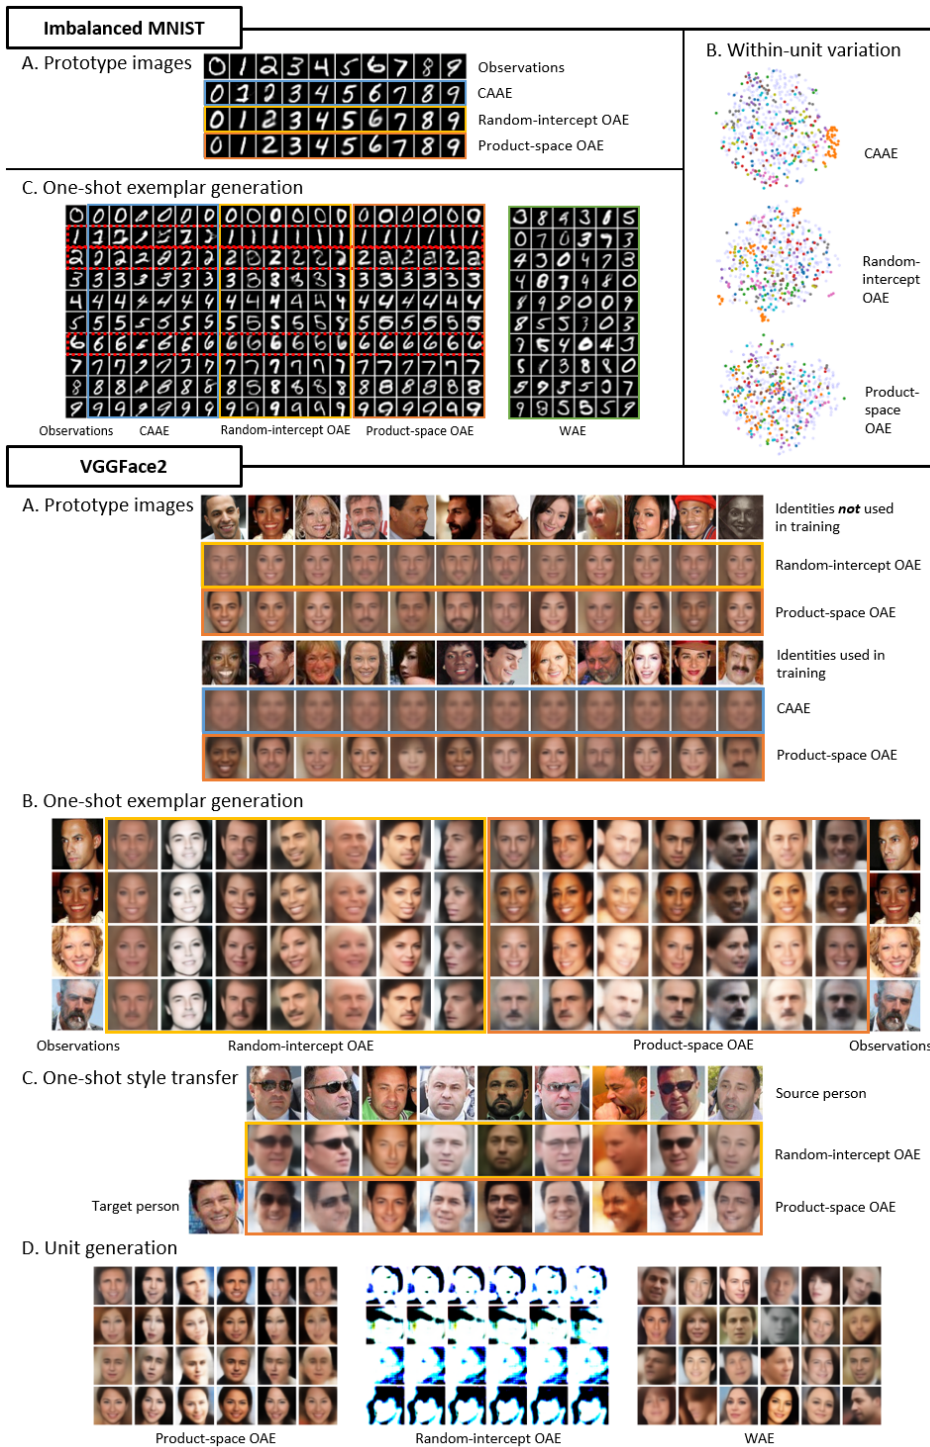 Imbalanced MNIST
A. Prototype images
Observations
CAAE
Random-intercept OAE
Product-space OAE
B. Within-unit variation
CAAE
Random-
intercept
OAE
Product-
space
OAE
C. One-shot exemplar generation
Observations
CAAE
Random-intercept OAE
Product-space OAE
WAE
VGGFace2
A. Prototype images
Identities not used
in training
Random-intercept OAE
Product-space OAE
Identities used in
training
CAAE
Product-space OAE
B. One-shot exemplar generation
Observations
Random-intercept OAE
Product-space OAE
Observations
C. One-shot style transfer
Source person
Random-intercept OAE
Target person
Product-space OAE
D. Unit generation
Product-space OAE
Random-intercept OAE
WAE